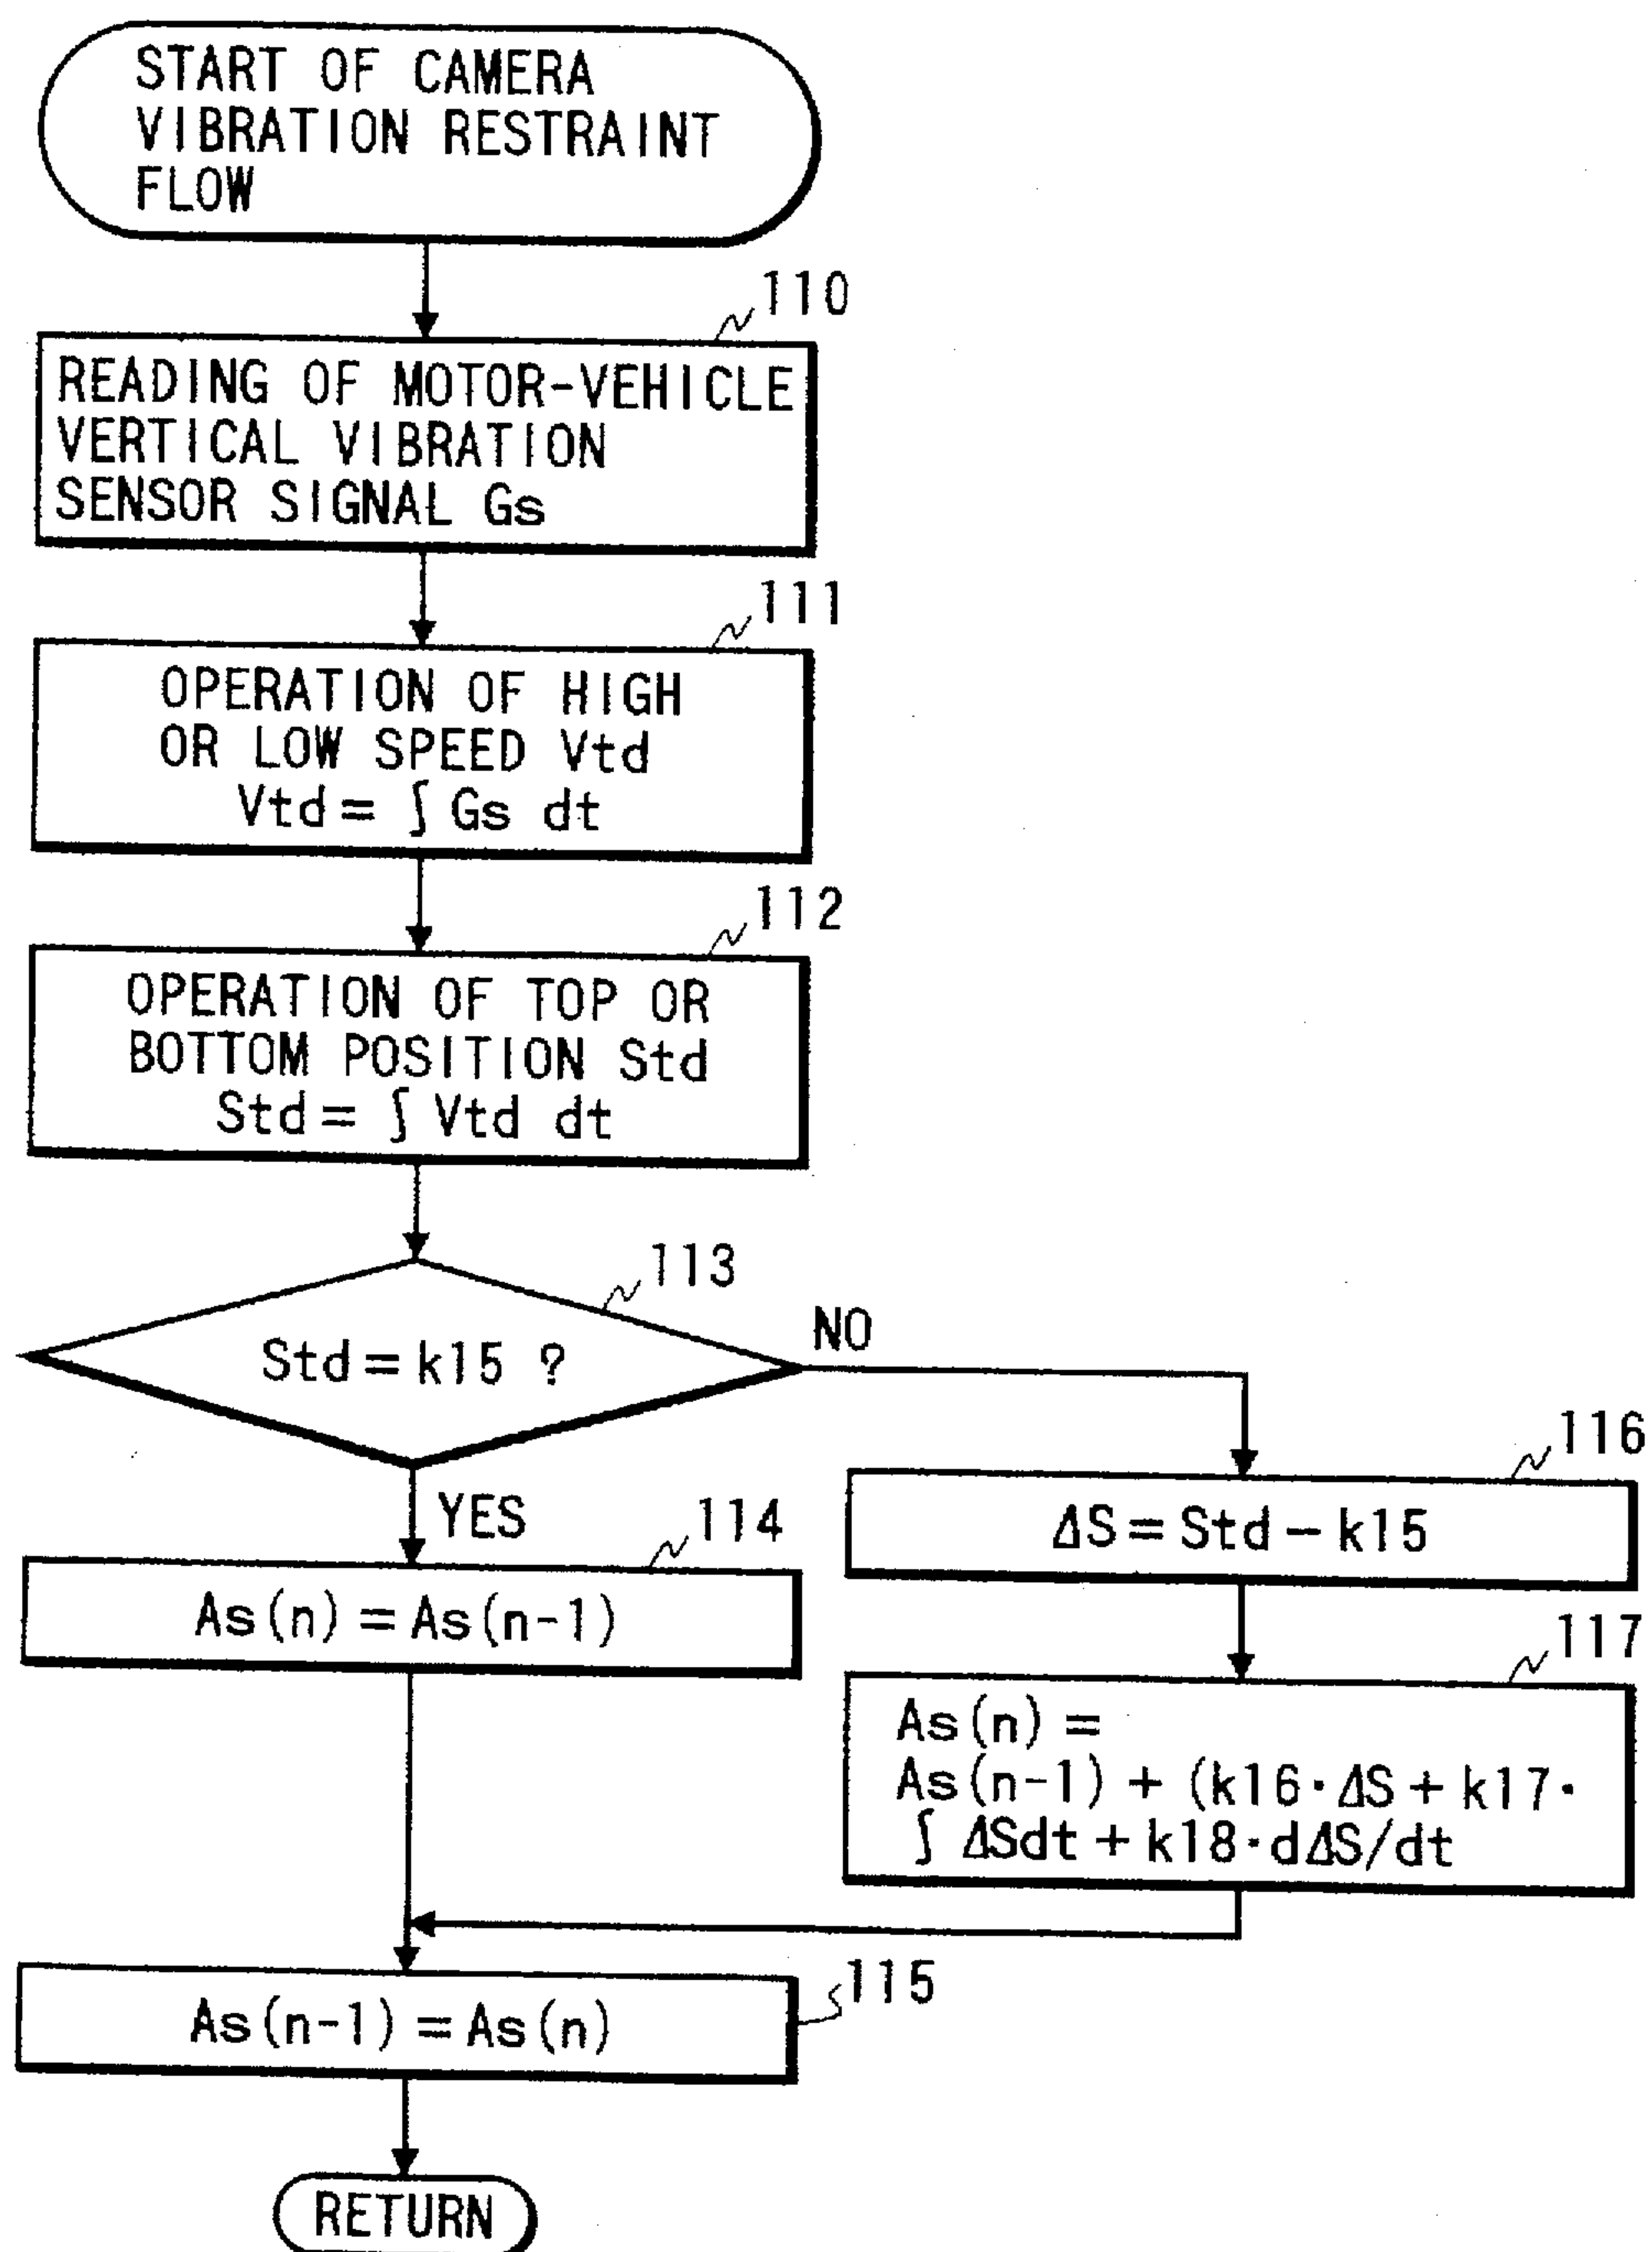 START OF CAMERA
VIBRATION RESTRAINT
FLOW
110
READING OF MOTOR-VEHICLE
VERTICAL VIBRATION
SENSOR SIGNAL Gs
111
OPERATION OF HIGH
OR LOW SPEED Vtd
Vtd = ∫ Gs dt
112
OPERATION OF TOP OR
BOTTOM POSITION Std
Std = ∫ Vtd dt
113
Std = k15 ?
NO
YES
116
ΔS = Std − k15
114
As(n) = As(n-1)
117
As(n) =
As(n-1) + (k16·ΔS + k17·
∫ ΔSdt + k18·dΔS/dt
115
As(n-1) = As(n)
RETURN